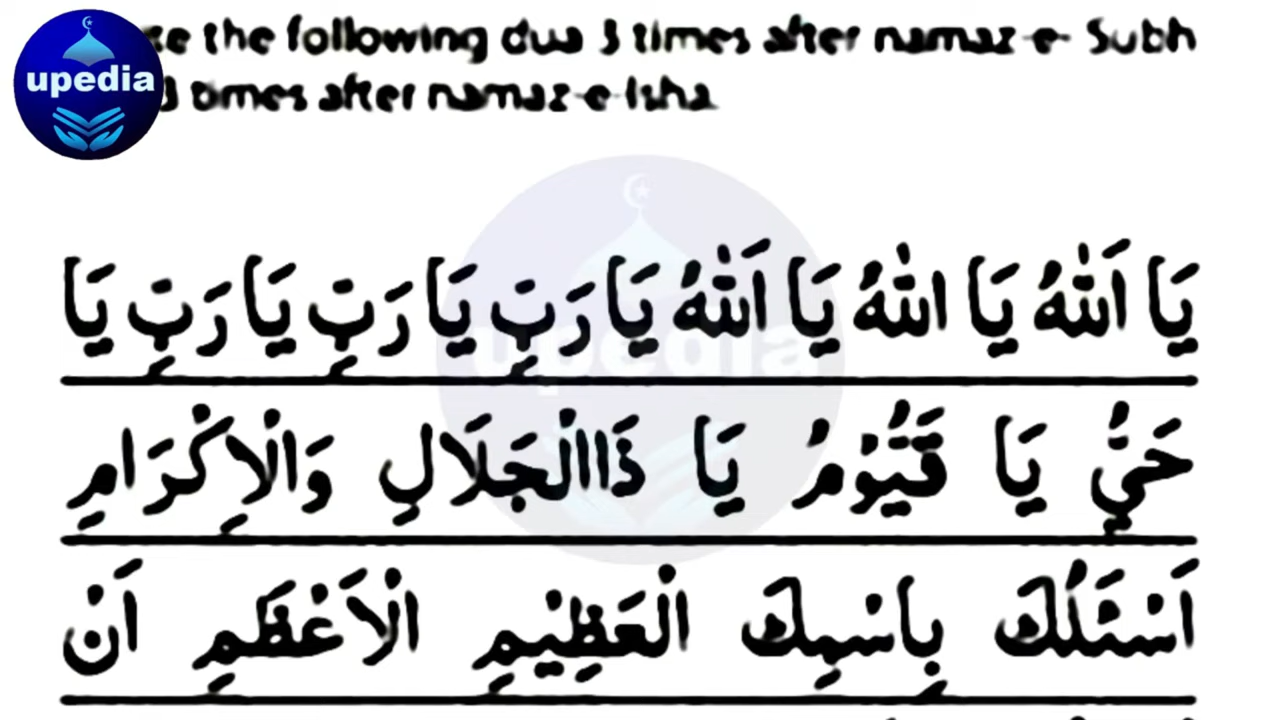 the following dua 3 times after namaz-e- Subh
upedia
3 times after namaz-e-Isha
يَا اَللّٰهُ يَا اللّٰهُ يَا اَللّٰهُ يَا رَبِّ يَا رَبِّ يَا رَبِّ يَا
حَيُّ يَا قَيُّوْمُ يَا ذَاالْجَلَالِ وَالْاِكْرَامِ
اَسْئَلُكَ بِاسْمِكَ الْعَظِيْمِ الْاَعْظَمِ اَنْ